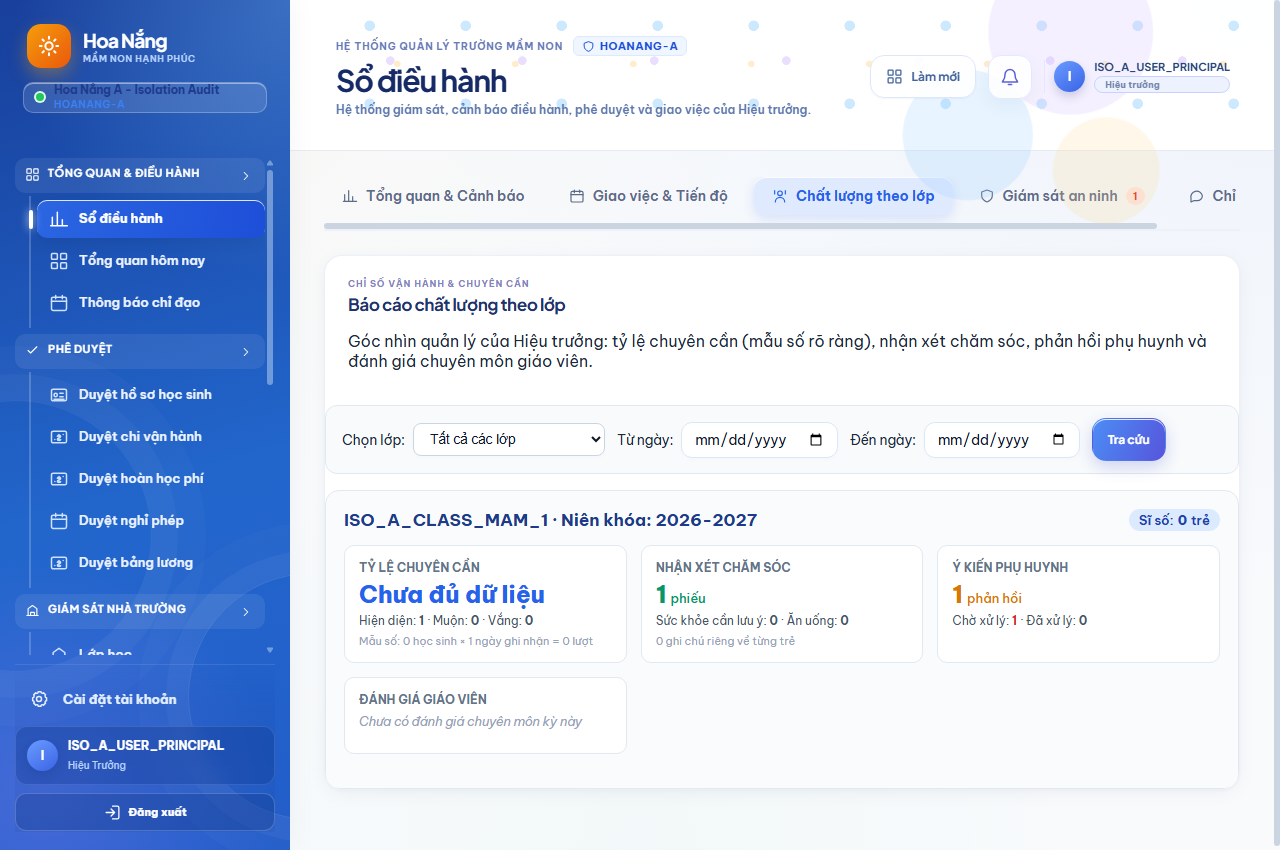 Hoa Nắng
MẦM NON HẠNH PHÚC
Hoa Nắng A - Isolation Audit
HOANANG-A
TỔNG QUAN & ĐIỀU HÀNH
Sổ điều hành
Tổng quan hôm nay
Thông báo chỉ đạo
PHÊ DUYỆT
Duyệt hồ sơ học sinh
Duyệt chi vận hành
Duyệt hoàn học phí
Duyệt nghỉ phép
Duyệt bảng lương
GIÁM SÁT NHÀ TRƯỜNG
Lớp học
Cài đặt tài khoản
I
ISO_A_USER_PRINCIPAL
Hiệu Trưởng
Đăng xuất
HỆ THỐNG QUẢN LÝ TRƯỜNG MẦM NON
HOANANG-A
Sổ điều hành
Hệ thống giám sát, cảnh báo điều hành, phê duyệt và giao việc của Hiệu trưởng.
Làm mới
I
ISO_A_USER_PRINCIPAL
Hiệu trưởng
Tổng quan & Cảnh báo
Giao việc & Tiến độ
Chất lượng theo lớp
Giám sát an ninh 1
Chỉ
CHỈ SỐ VẬN HÀNH & CHUYÊN CẦN
Báo cáo chất lượng theo lớp
Góc nhìn quản lý của Hiệu trưởng: tỷ lệ chuyên cần (mẫu số rõ ràng), nhận xét chăm sóc, phản hồi phụ huynh và
đánh giá chuyên môn giáo viên.
Chọn lớp: Tất cả các lớp Từ ngày: mm/dd/yyyy Đến ngày: mm/dd/yyyy Tra cứu
ISO_A_CLASS_MAM_1 · Niên khóa: 2026-2027
Sĩ số: 0 trẻ
TỶ LỆ CHUYÊN CẦN
Chưa đủ dữ liệu
Hiện diện: 1 · Muộn: 0 · Vắng: 0
Mẫu số: 0 học sinh × 1 ngày ghi nhận = 0 lượt
NHẬN XÉT CHĂM SÓC
1 phiếu
Sức khỏe cần lưu ý: 0 · Ăn uống: 0
0 ghi chú riêng về từng trẻ
Ý KIẾN PHỤ HUYNH
1 phản hồi
Chờ xử lý: 1 · Đã xử lý: 0
ĐÁNH GIÁ GIÁO VIÊN
Chưa có đánh giá chuyên môn kỳ này